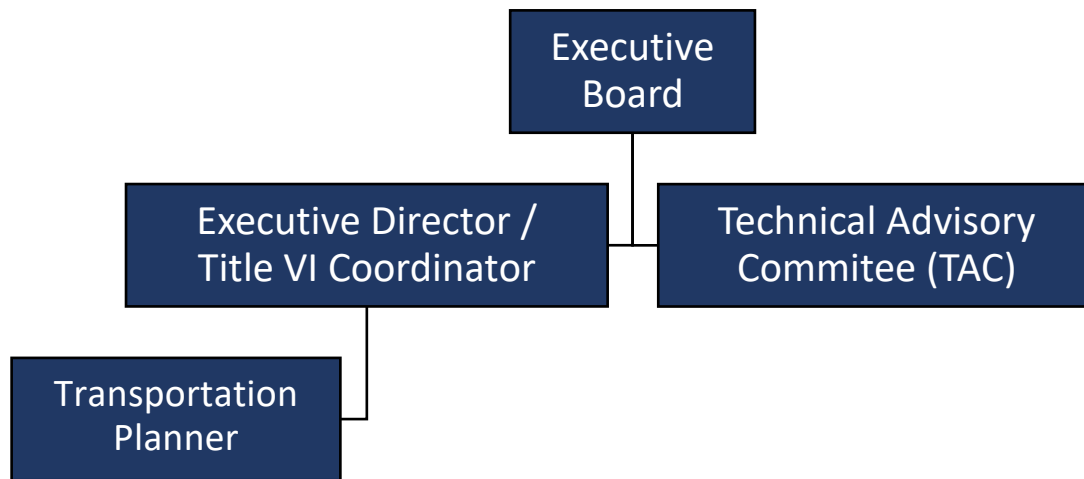 Executive
Board
Executive Director /
Title VI Coordinator
Technical Advisory
Commitee (TAC)
Transportation
Planner